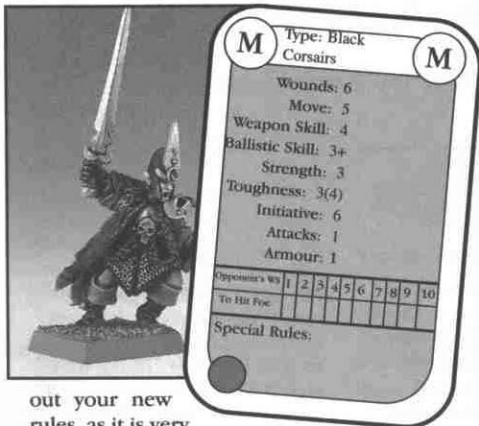 M
Type: Black
Corsairs
M
Wounds: 6
Move: 5
Weapon Skill: 4
Ballistic Skill: 3+
Strength: 3
Toughness: 3(4)
Initiative: 6
Attacks: 1
Armour: 1
Opponent's WS 1 2 3 4 5 6 7 8 9 10
To Hit Foe
Special Rules:
out your new
rules, as it is very